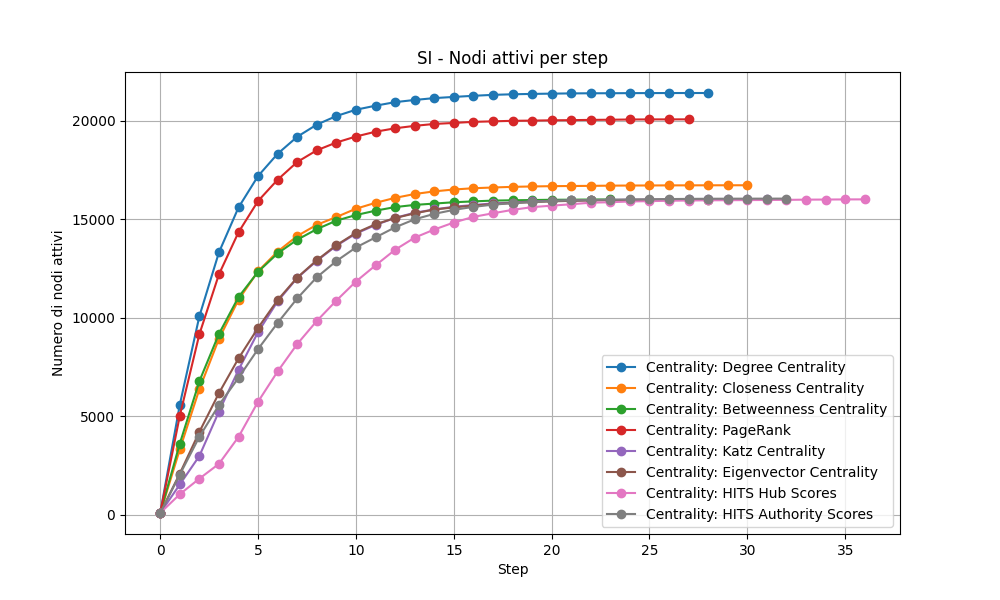 SI - Nodi attivi per step
Numero di nodi attivi
20000
15000
10000
5000
0
Centrality: Degree Centrality
Centrality: Closeness Centrality
Centrality: Betweenness Centrality
Centrality: PageRank
Centrality: Katz Centrality
Centrality: Eigenvector Centrality
Centrality: HITS Hub Scores
Centrality: HITS Authority Scores
0 5 10 15 20 25 30 35
Step